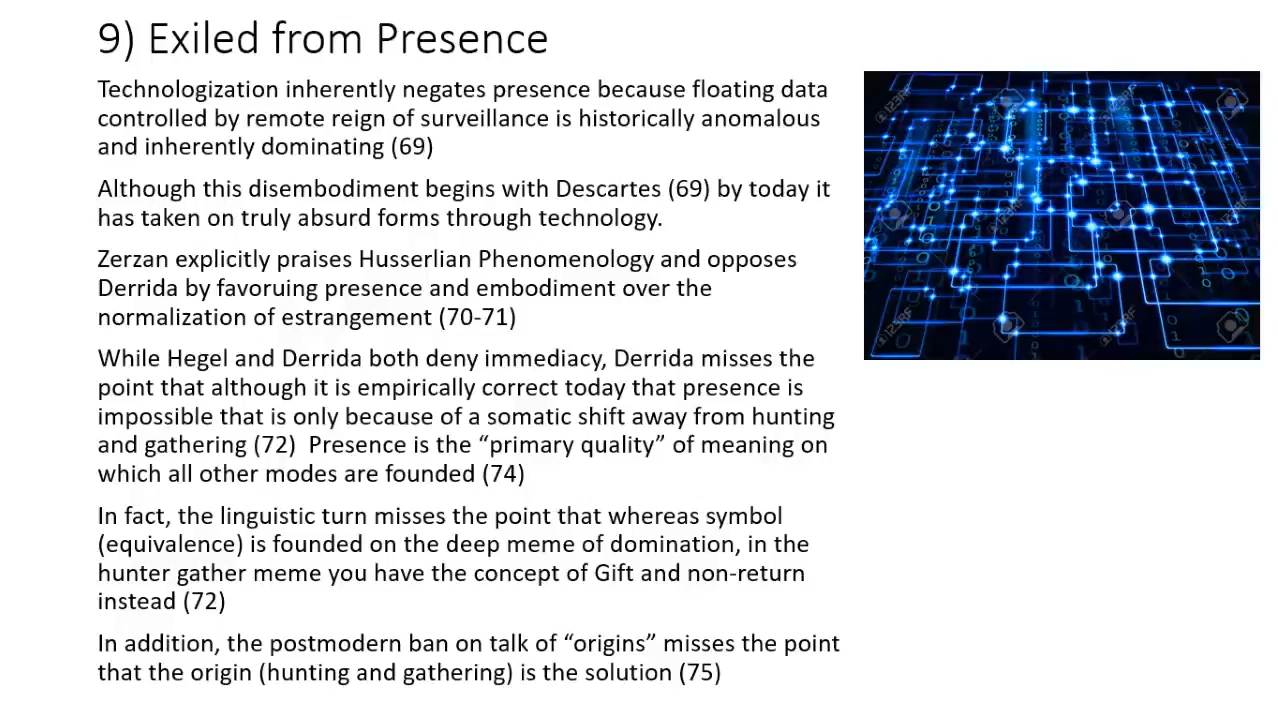 9) Exiled from Presence
Technologization inherently negates presence because floating data
controlled by remote reign of surveillance is historically anomalous
and inherently dominating (69)
Although this disembodiment begins with Descartes (69) by today it
has taken on truly absurd forms through technology.
Zerzan explicitly praises Husserlian Phenomenology and opposes
Derrida by favoruing presence and embodiment over the
normalization of estrangement (70-71)
While Hegel and Derrida both deny immediacy, Derrida misses the
point that although it is empirically correct today that presence is
impossible that is only because of a somatic shift away from hunting
and gathering (72)  Presence is the “primary quality” of meaning on
which all other modes are founded (74)
In fact, the linguistic turn misses the point that whereas symbol
(equivalence) is founded on the deep meme of domination, in the
hunter gather meme you have the concept of Gift and non-return
instead (72)
In addition, the postmodern ban on talk of “origins” misses the point
that the origin (hunting and gathering) is the solution (75)
123RF
123RF
123RF
123RF
123RF
123RF